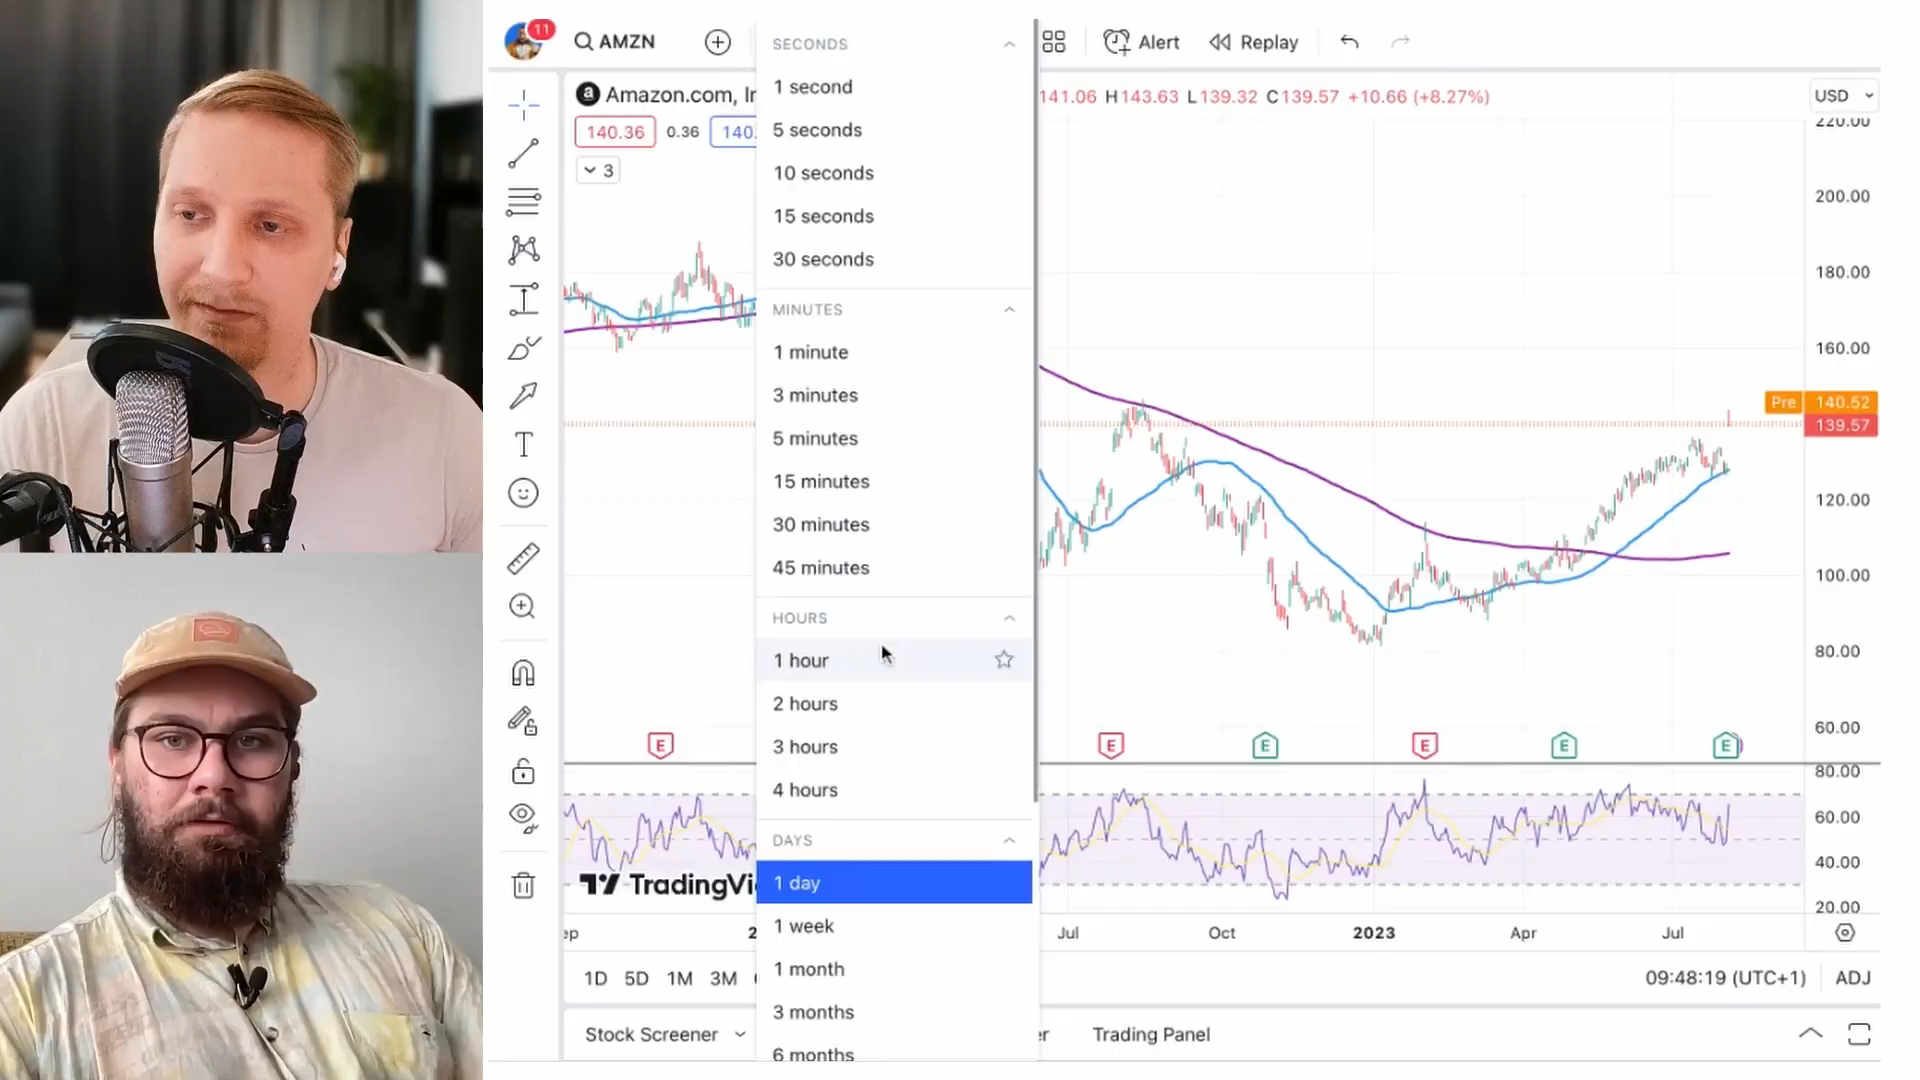 11
AMZN
Alert
Replay
Amazon.com, In
141.06 H143.63 L139.32 C139.57 +10.66 (+8.27%)
USD
140.36
0.36
140.
3
SECONDS
1 second
5 seconds
10 seconds
15 seconds
30 seconds
MINUTES
1 minute
3 minutes
5 minutes
15 minutes
30 minutes
45 minutes
HOURS
1 hour
2 hours
3 hours
4 hours
DAYS
1 day
1 week
1 month
3 months
6 months
220.00
200.00
180.00
160.00
Pre 140.52
139.57
120.00
100.00
80.00
60.00
E
E
E
E
E
E
80.00
60.00
40.00
20.00
TradingVi
ep
2
Jul
Oct
2023
Apr
Jul
1D
5D
1M
3M
09:48:19 (UTC+1)
ADJ
Stock Screener
er
Trading Panel